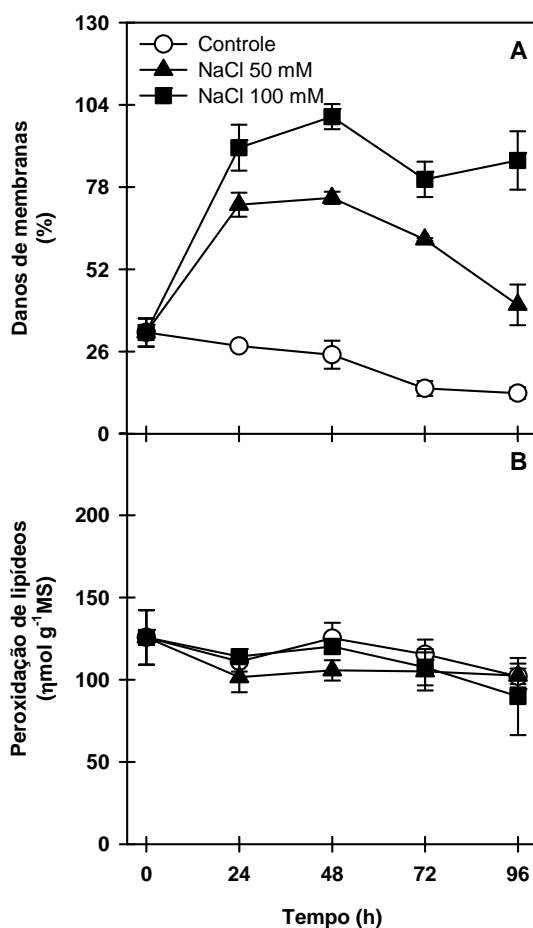 130
104
78
52
26
0
Danos de membranas
(%)
Controle
NaCl 50 mM
NaCl 100 mM
A
B
200
150
100
50
0
Peroxidação de lipídeos
(ηmol g⁻¹MS)
0 24 48 72 96
Tempo (h)